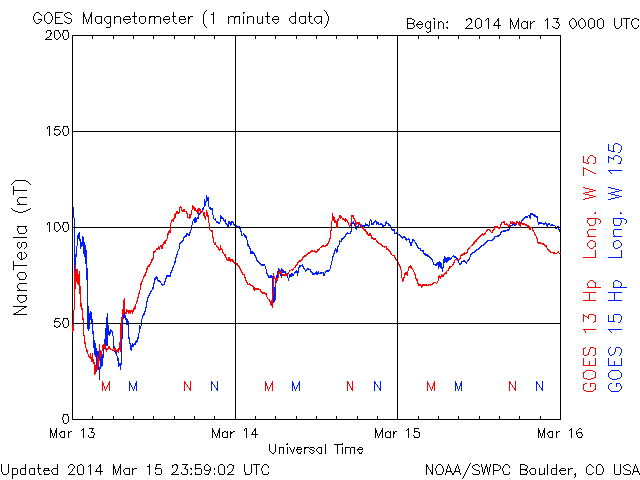 GOES Magnetometer (1 minute data)
Begin: 2014 Mar 13 0000 UTC
200
150
100
50
0
NanoTesla (nT)
M M N N M M N N M M N N
Mar 13 Mar 14 Mar 15 Mar 16
Universal Time
GOES 13 Hp Long. W 75
GOES 15 Hp Long. W 135
Updated 2014 Mar 15 23:59:02 UTC
NOAA/SWPC Boulder, CO USA